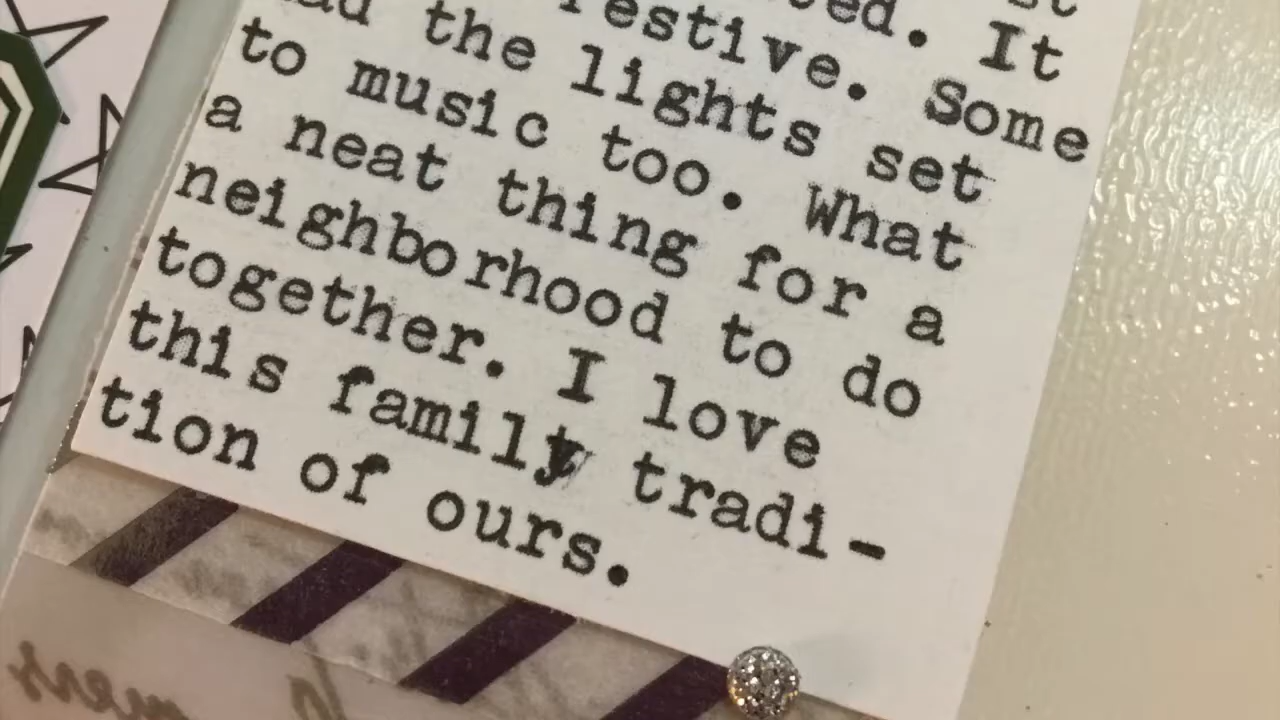 It
festive. Some
the lights set
to music too. What
a neat thing for a
neighborhood to do
together. I love
this family tradi-
tion of ours.